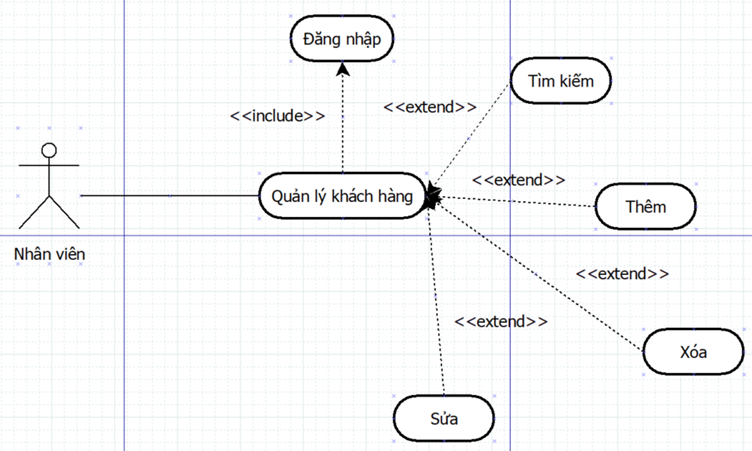 Đăng nhập
Tìm kiếm
<<extend>>
<<include>>
<<extend>>
Quản lý khách hàng
Thêm
Nhân viên
<<extend>>
<<extend>>
Xóa
Sửa